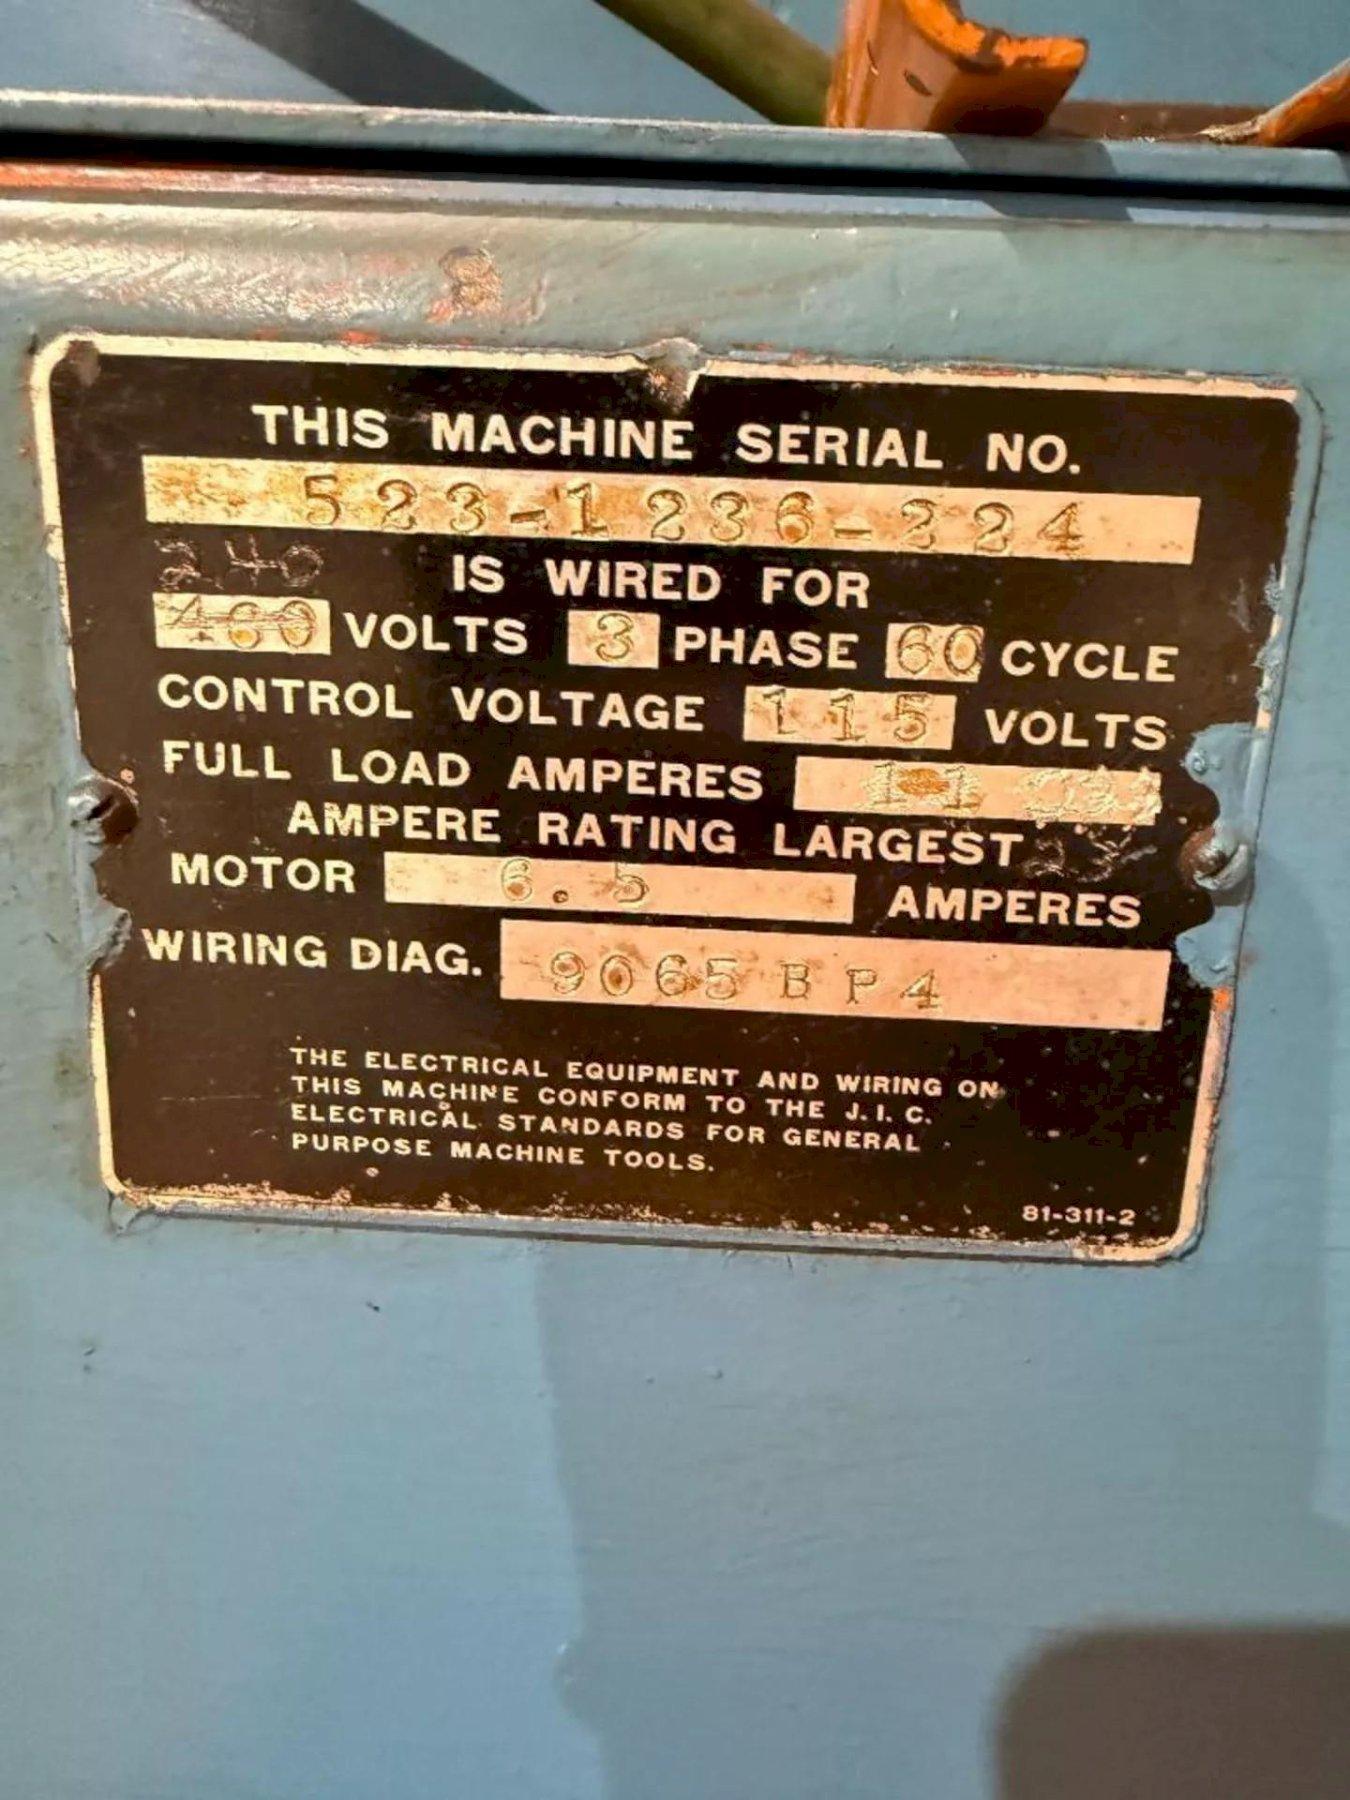 THIS MACHINE SERIAL NO.
523-1236-224
240 IS WIRED FOR
460 VOLTS 3 PHASE 60 CYCLE
CONTROL VOLTAGE 115 VOLTS
FULL LOAD AMPERES 11
AMPERE RATING LARGEST
MOTOR 6.5 AMPERES
WIRING DIAG. 9065BP4
THE ELECTRICAL EQUIPMENT AND WIRING ON
THIS MACHINE CONFORM TO THE J.I.C.
ELECTRICAL STANDARDS FOR GENERAL
PURPOSE MACHINE TOOLS.
81-311-2